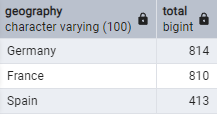 geography total
character varying (100) bigint
Germany 814
France 810
Spain 413